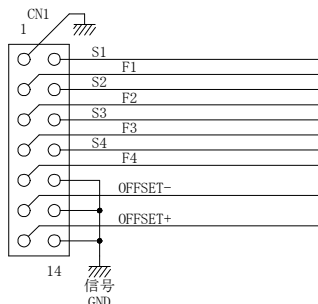 CN1
1
S1
F1
S2
F2
S3
F3
S4
F4
OFFSET-
OFFSET+
14
信号
GND